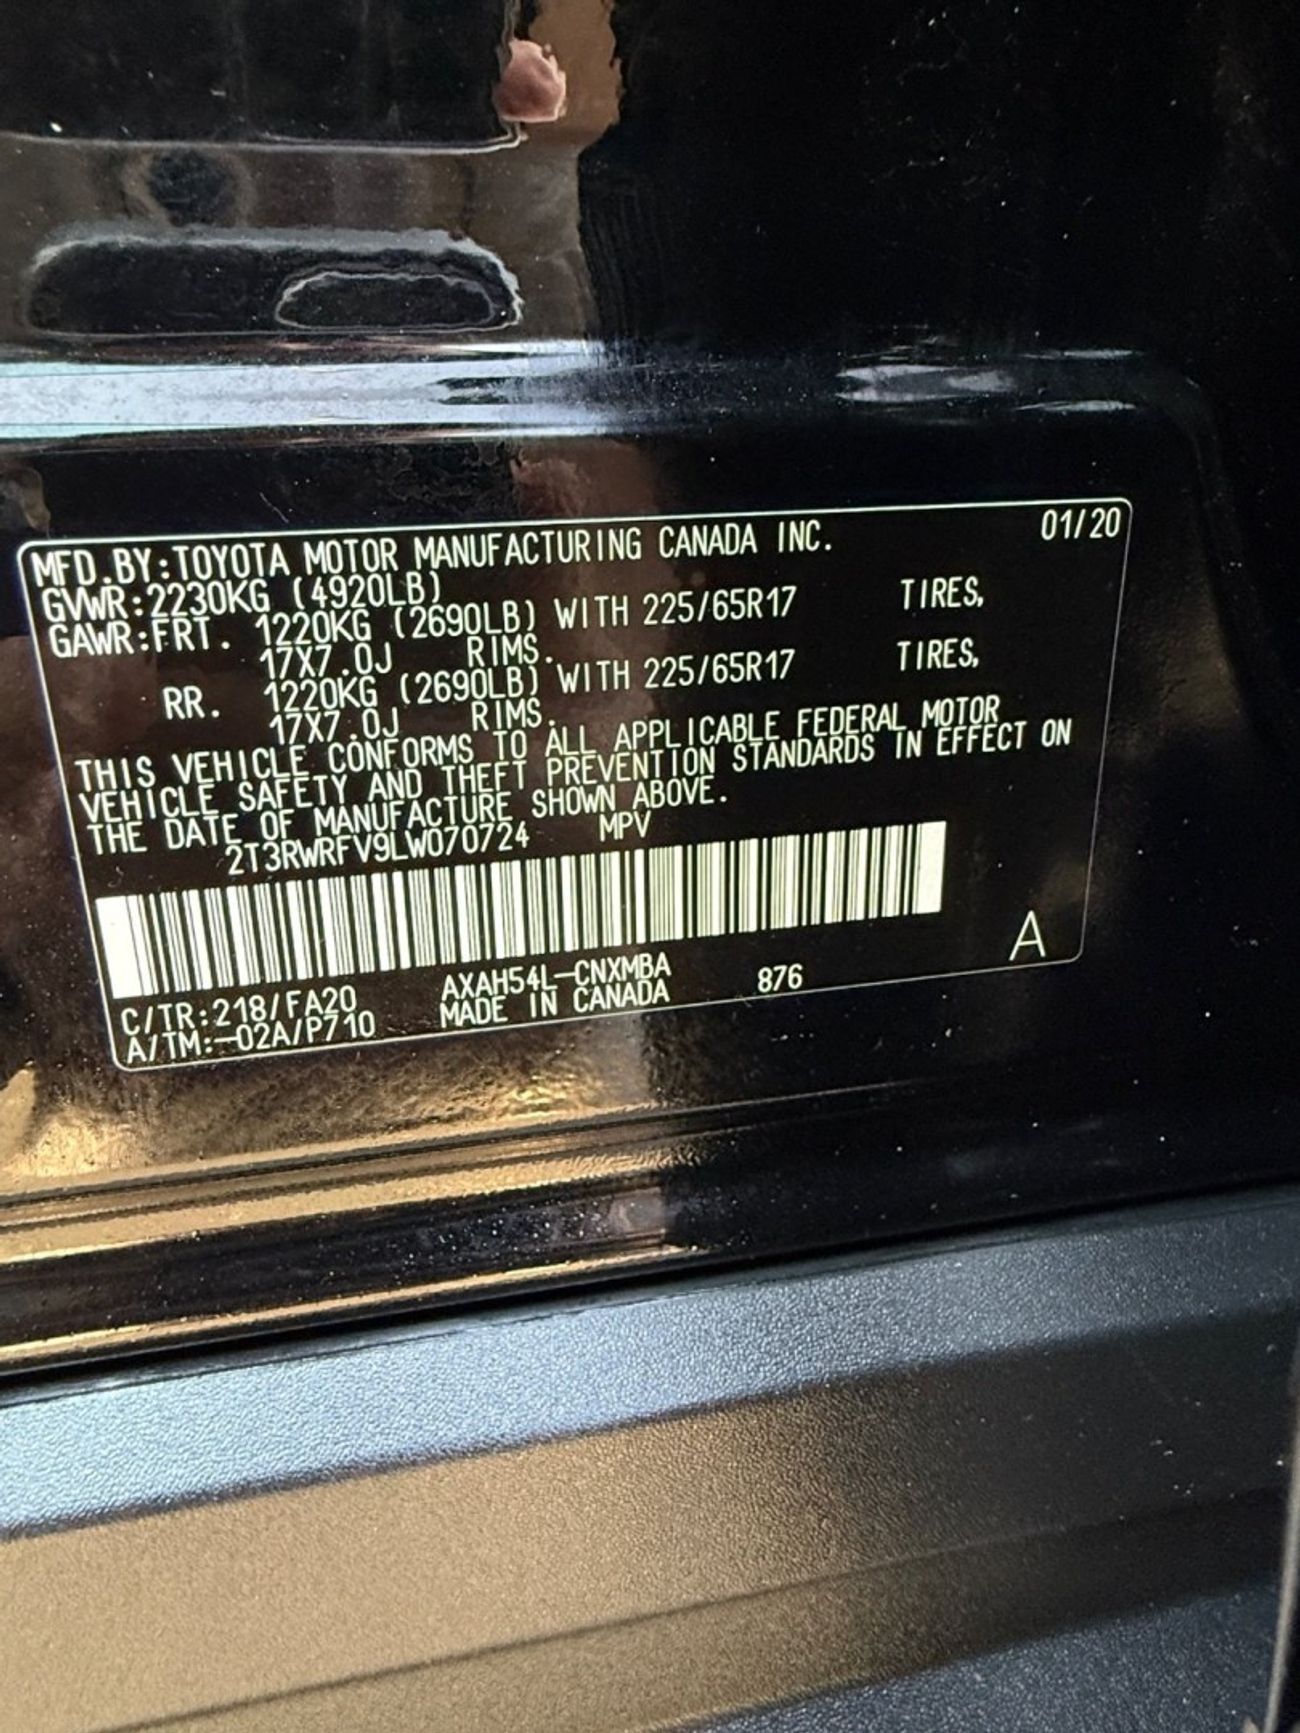 MFD.BY:TOYOTA MOTOR MANUFACTURING CANADA INC. 01/20
GVWR:2230KG (4920LB)
GAWR:FRT. 1220KG (2690LB) WITH 225/65R17 TIRES,
17X7.0J RIMS.
RR. 1220KG (2690LB) WITH 225/65R17 TIRES,
17X7.0J RIMS.
THIS VEHICLE CONFORMS TO ALL APPLICABLE FEDERAL MOTOR
VEHICLE SAFETY AND THEFT PREVENTION STANDARDS IN EFFECT ON
THE DATE OF MANUFACTURE SHOWN ABOVE.
2T3RWRFV9LW070724 MPV
C/TR:218/FA20 AXAH54L-CNXMBA 876 A
A/TM:-02A/P710 MADE IN CANADA